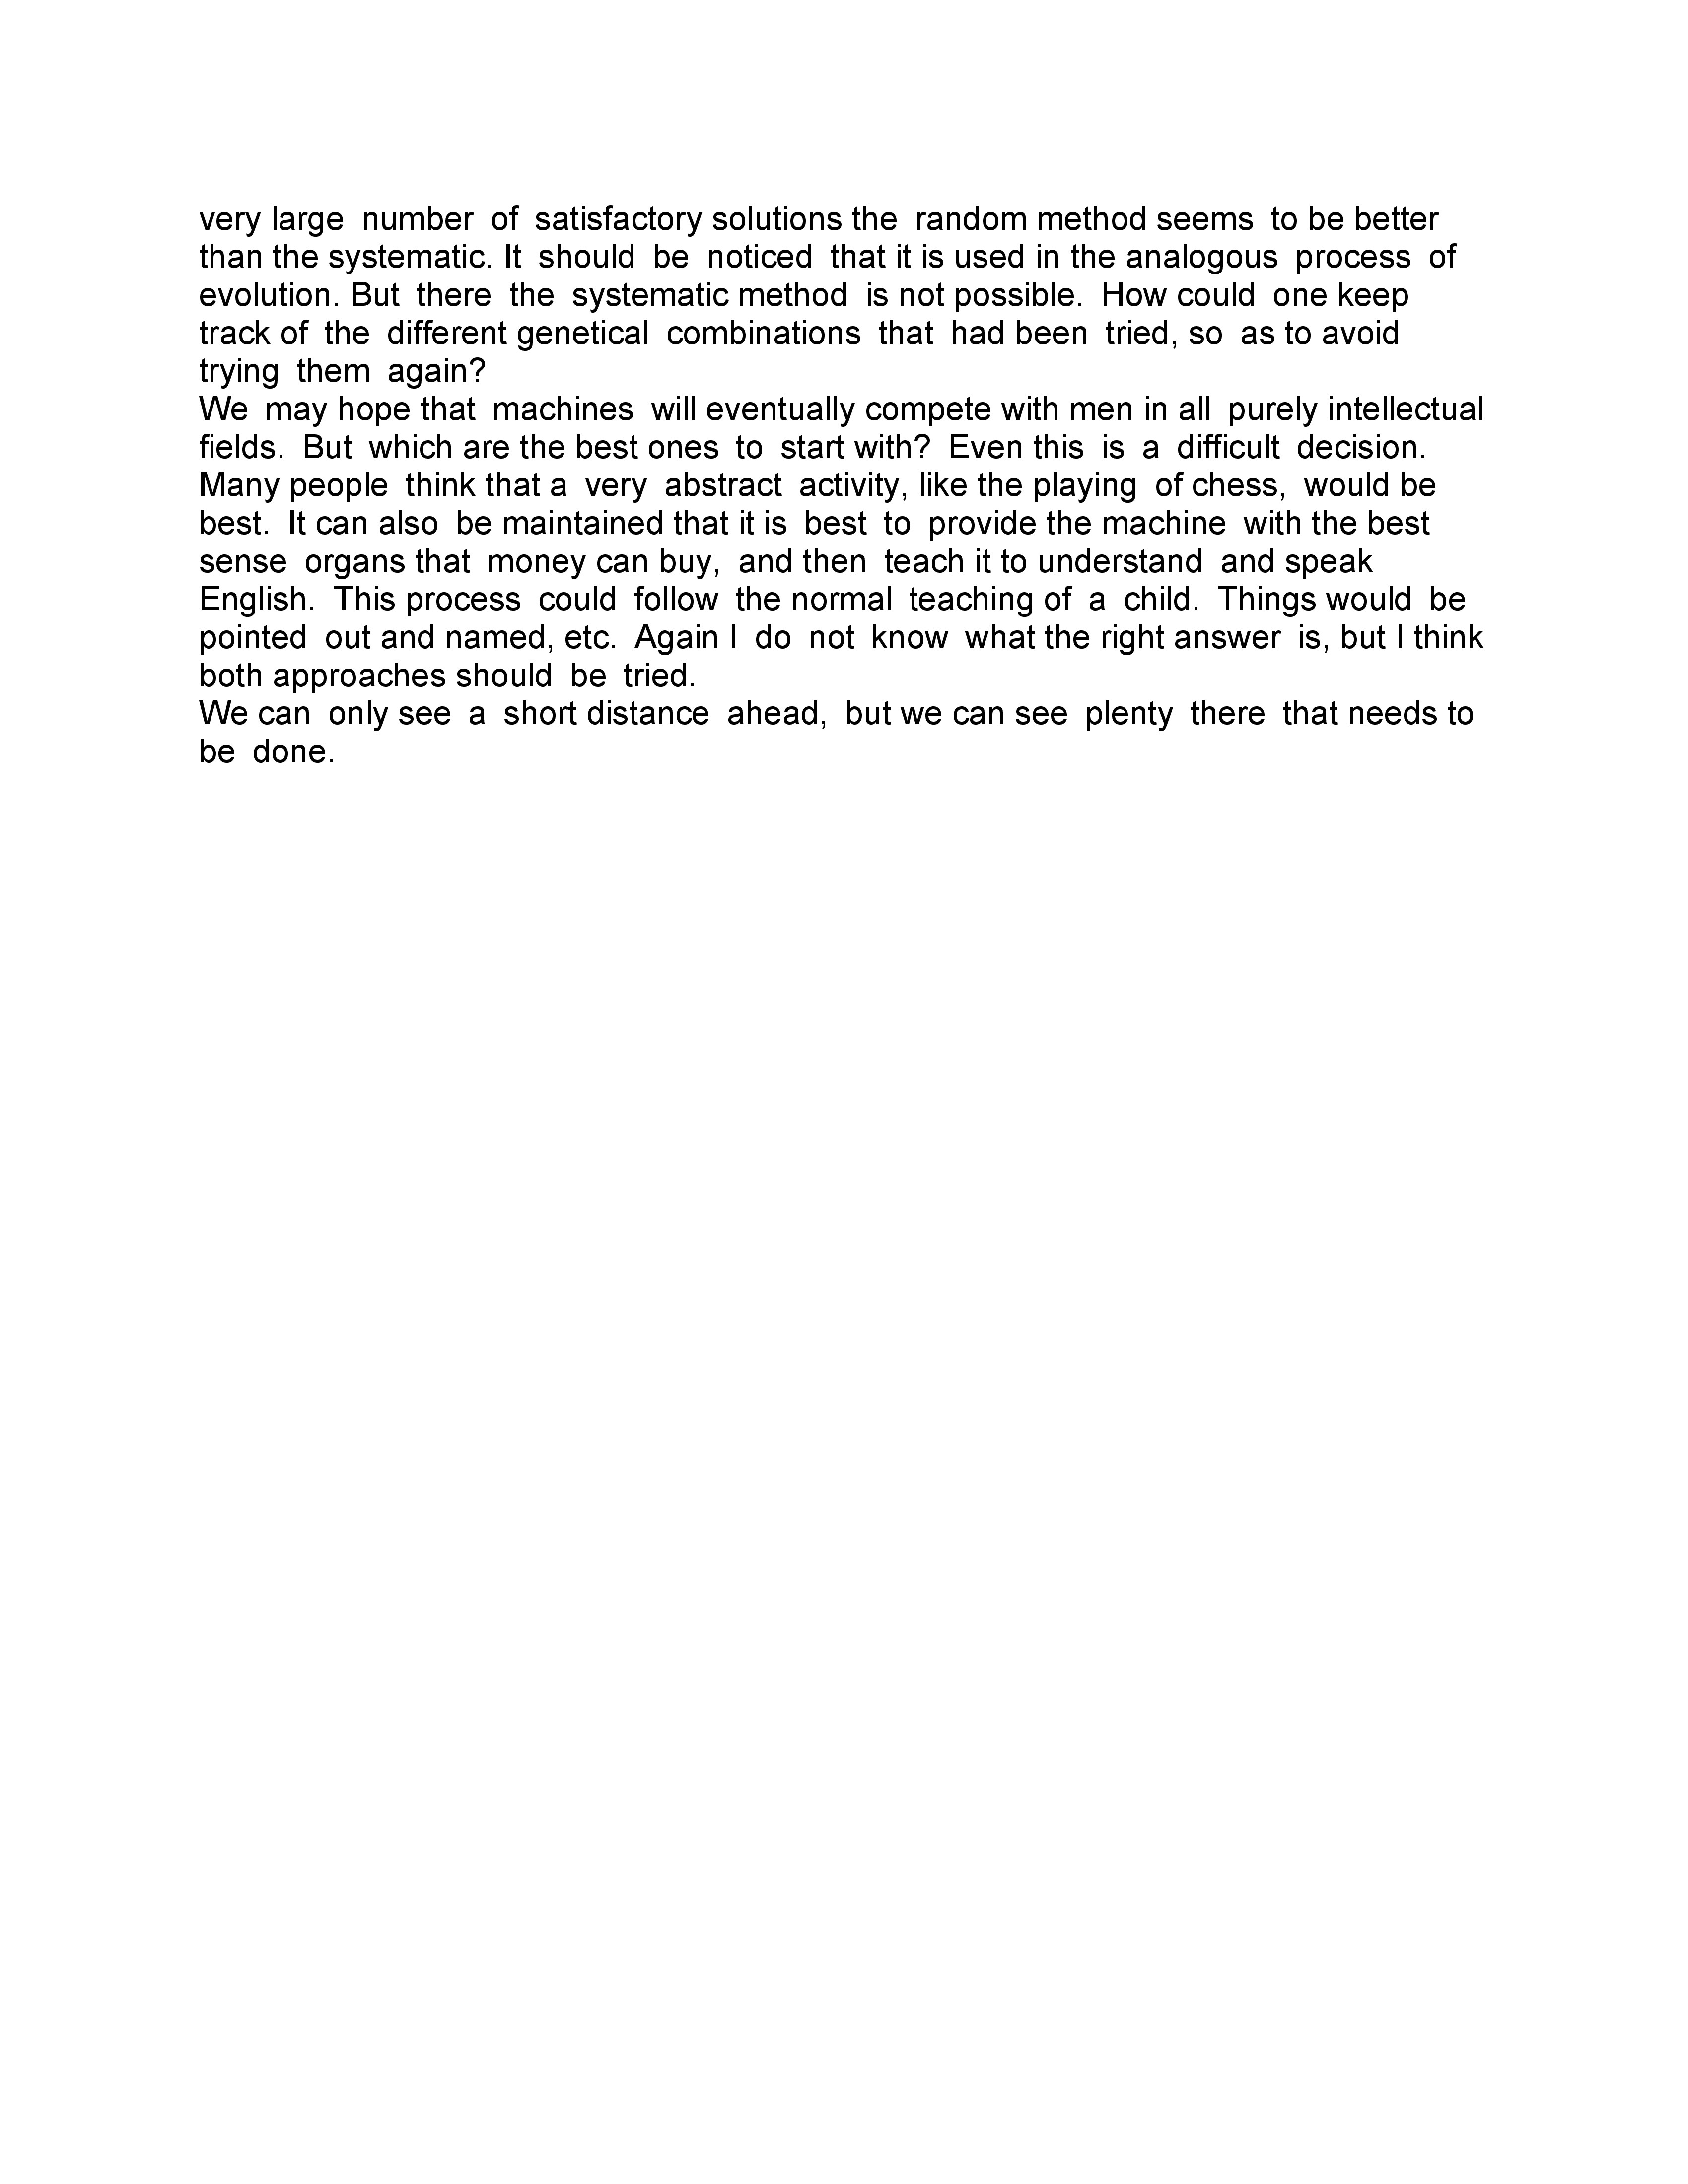 very large number of satisfactory solutions the random method seems to be better
than the systematic. It should be noticed that it is used in the analogous process of
evolution. But there the systematic method is not possible. How could one keep
track of the different genetical combinations that had been tried, so as to avoid
trying them again?
We may hope that machines will eventually compete with men in all purely intellectual
fields. But which are the best ones to start with? Even this is a difficult decision.
Many people think that a very abstract activity, like the playing of chess, would be
best. It can also be maintained that it is best to provide the machine with the best
sense organs that money can buy, and then teach it to understand and speak
English. This process could follow the normal teaching of a child. Things would be
pointed out and named, etc. Again I do not know what the right answer is, but I think
both approaches should be tried.
We can only see a short distance ahead, but we can see plenty there that needs to
be done.